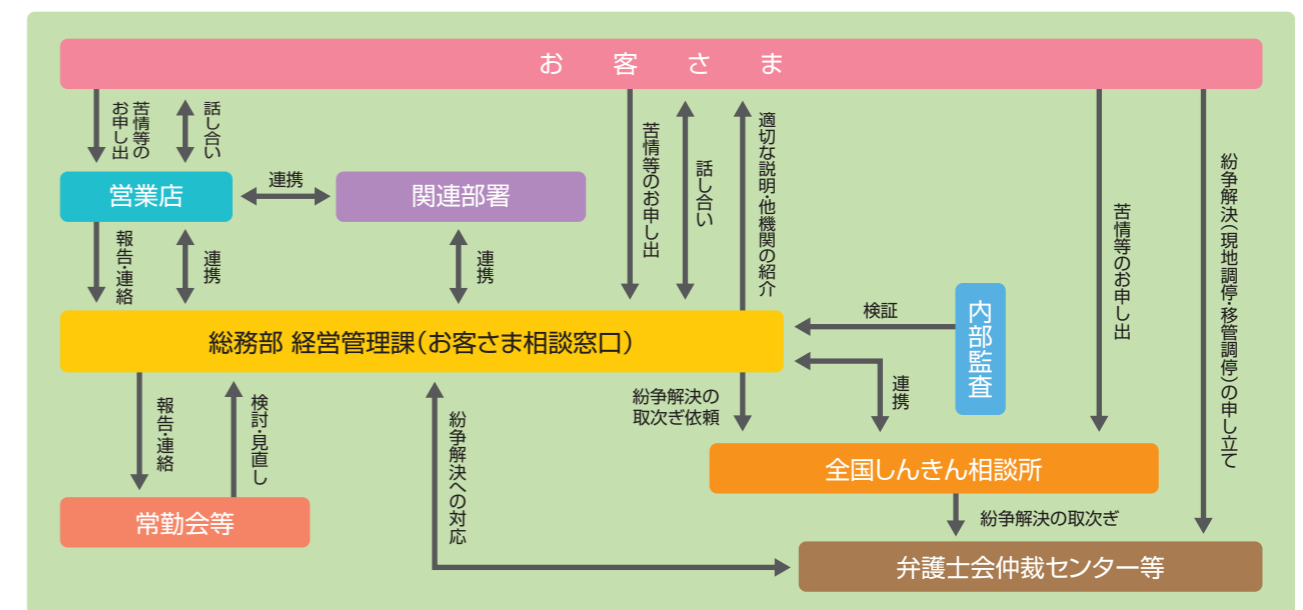 お客さま
苦情等の
お申し出
話し合い
苦情等のお申し出
話し合い
適切な説明・他機関の紹介
苦情等のお申し出
紛争解決(現地調停・移管調停)の申し立て
営業店
連携
関連部署
報告・連絡
連携
連携
総務部 経営管理課(お客さま相談窓口)
検証
内部監査
報告・連絡
検討・見直し
紛争解決への対応
紛争解決の
取次ぎ依頼
連携
全国しんきん相談所
常勤会等
紛争解決の取次ぎ
弁護士会仲裁センター等